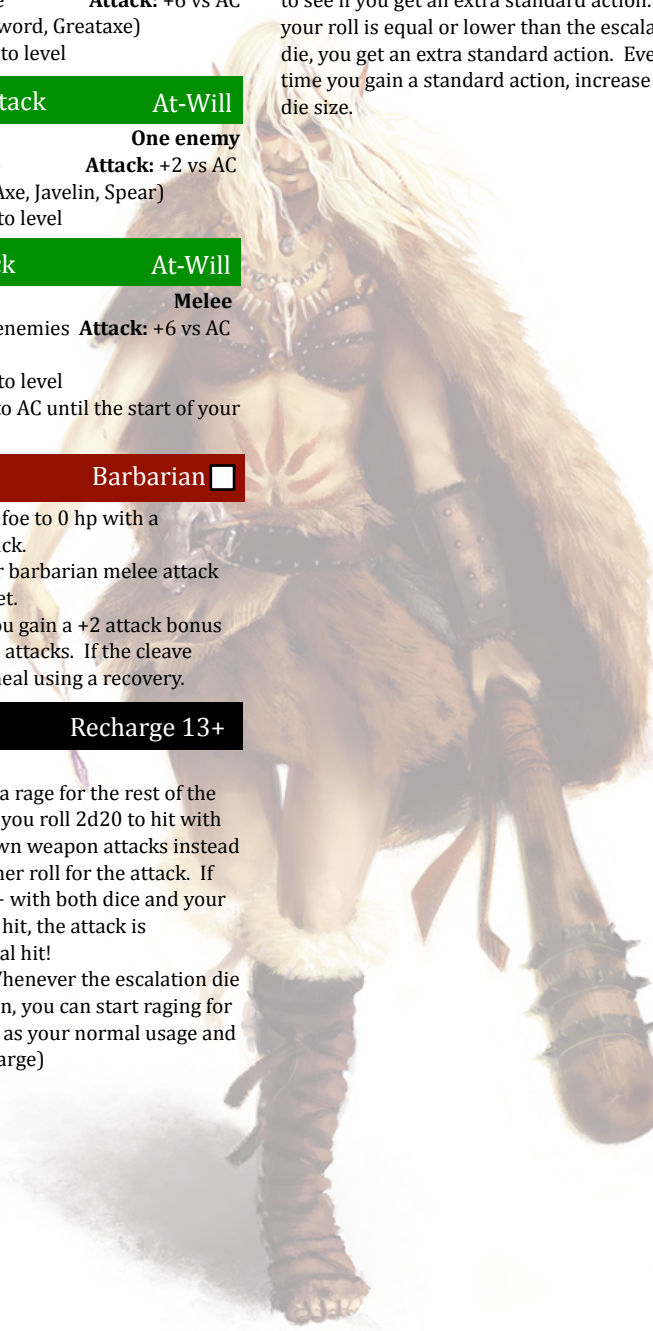 e Attack: +6 vs AC
word, Greataxe)
to level
tack At-Will
One enemy
Attack: +2 vs AC
Axe, Javelin, Spear)
to level
ck At-Will
Melee
enemies Attack: +6 vs AC
to level
to AC until the start of your
Barbarian
foe to 0 hp with a
ck.
r barbarian melee attack
et.
ou gain a +2 attack bonus
attacks. If the cleave
heal using a recovery.
Recharge 13+
a rage for the rest of the
you roll 2d20 to hit with
wn weapon attacks instead
her roll for the attack. If
- with both dice and your
hit, the attack is
al hit!
Whenever the escalation die
n, you can start raging for
as your normal usage and
arge)
to see if you get an extra standard action.
your roll is equal or lower than the escala
die, you get an extra standard action. Eve
time you gain a standard action, increase
die size.